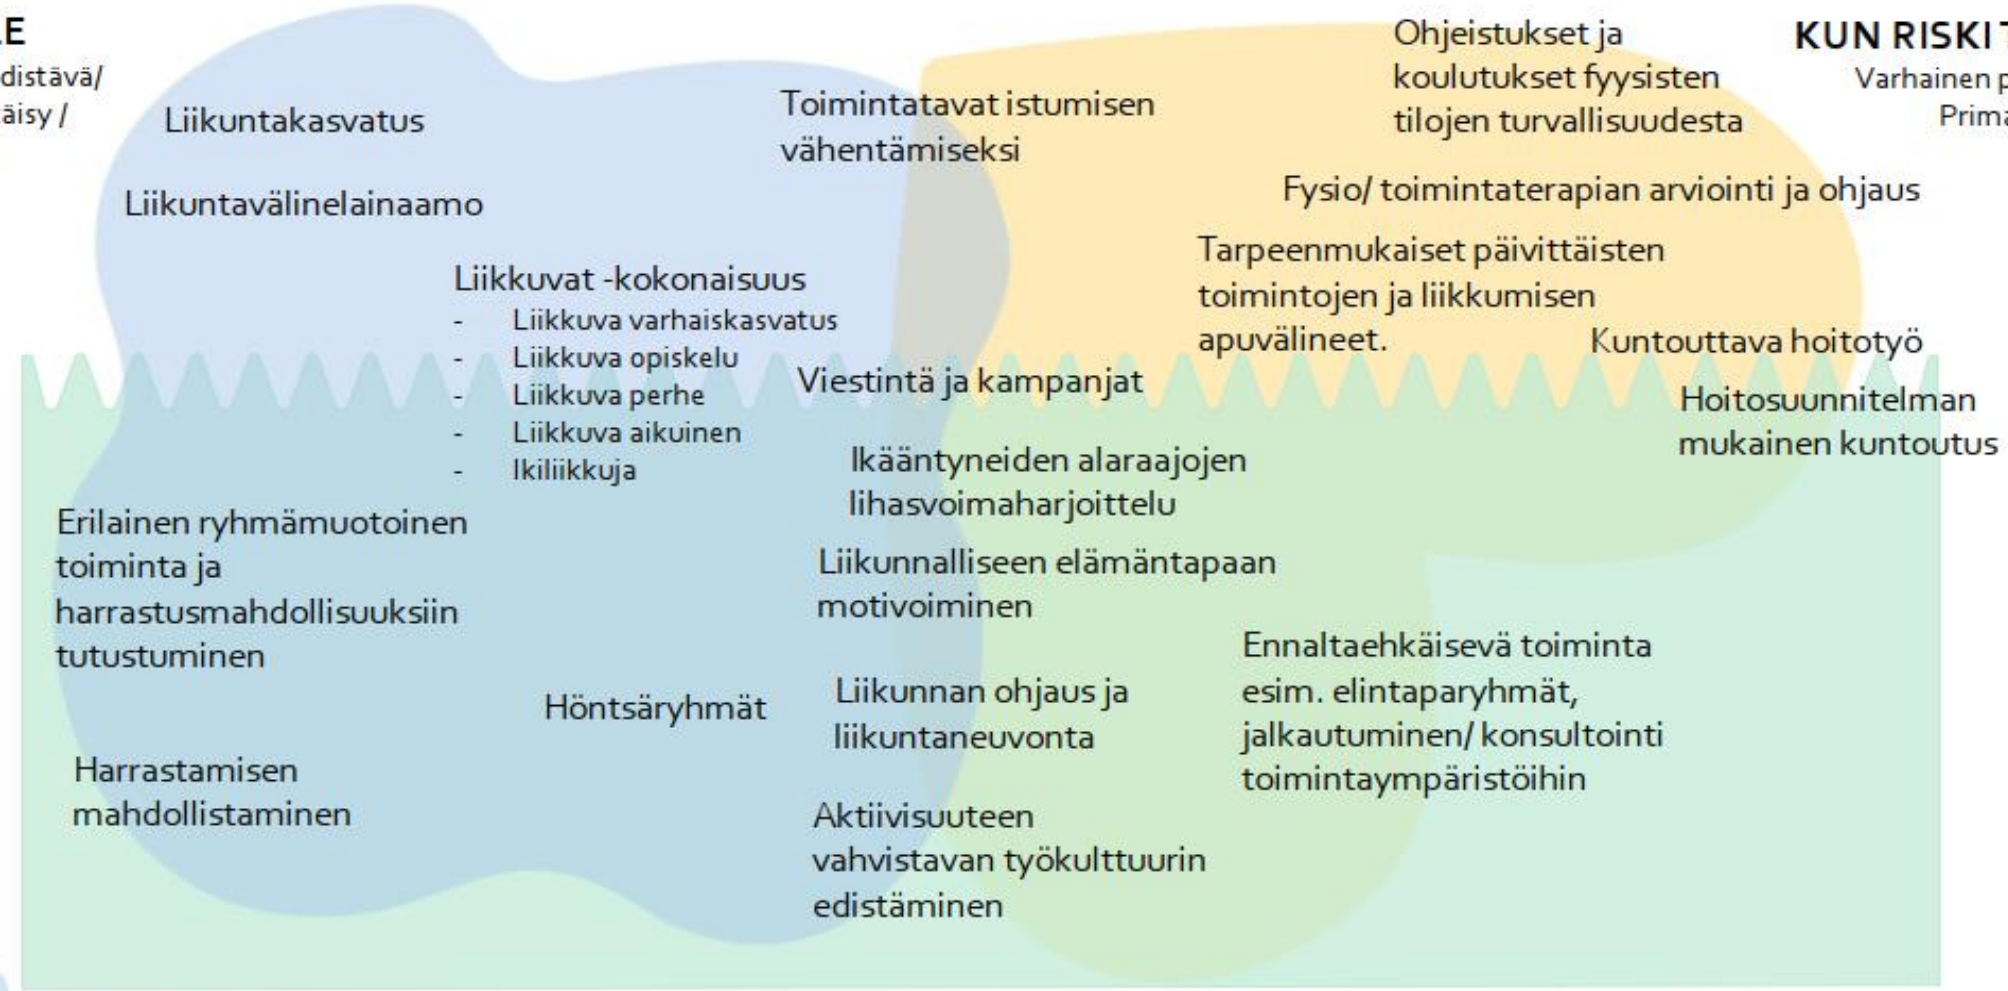 LE
distävä/
äisy /
Liikuntakasvatus
Liikuntavälinelainaamo
Liikkuvat -kokonaisuus
- Liikkuva varhaiskasvatus
- Liikkuva opiskelu
- Liikkuva perhe
- Liikkuva aikuinen
- Ikiliikkuja
Erilainen ryhmämuotoinen
toiminta ja
harrastusmahdollisuuksiin
tutustuminen
Höntsäryhmät
Harrastamisen
mahdollistaminen
Toimintatavat istumisen
vähentämiseksi
Viestintä ja kampanjat
Ikääntyneiden alaraajojen
lihasvoimaharjoittelu
Liikunnalliseen elämäntapaan
motivoiminen
Liikunnan ohjaus ja
liikuntaneuvonta
Aktiivisuuteen
vahvistavan työkulttuurin
edistäminen
Ohjeistukset ja
koulutukset fyysisten
tilojen turvallisuudesta
Fysio/ toimintaterapian arviointi ja ohjaus
Tarpeenmukaiset päivittäisten
toimintojen ja liikkumisen
apuvälineet.
Kuntouttava hoitotyö
Hoitosuunnitelman
mukainen kuntoutus
Ennaltaehkäisevä toiminta
esim. elintaparyhmät,
jalkautuminen/ konsultointi
toimintaympäristöihin
KUN RISKI
Varhainen p
Prima